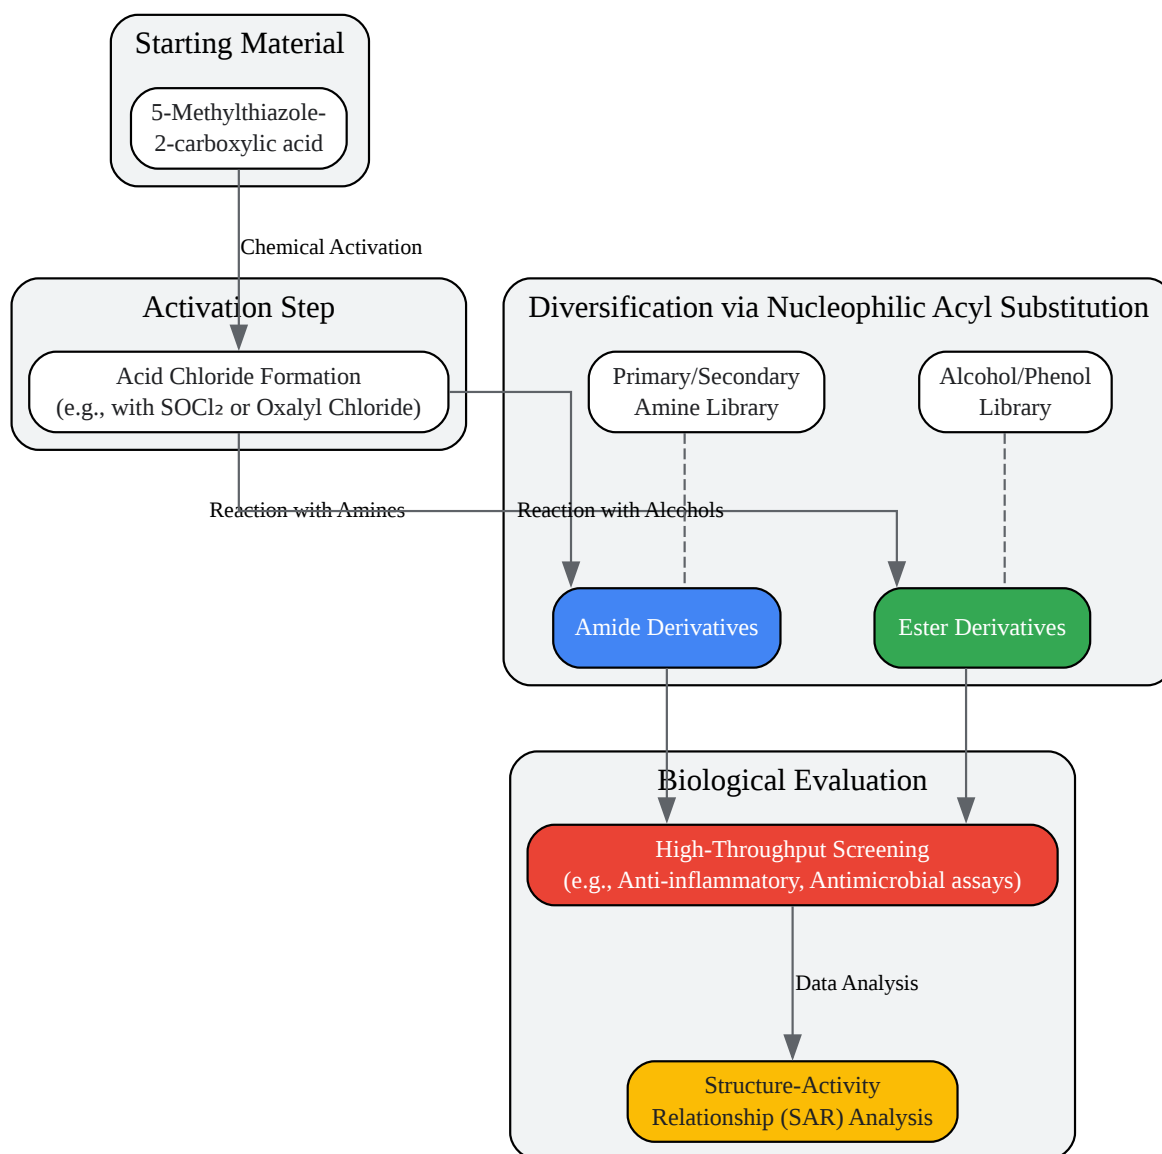 Starting Material
5-Methylthiazole-
2-carboxylic acid
Chemical Activation
Activation Step
Acid Chloride Formation
(e.g., with SOCl₂ or Oxalyl Chloride)
Diversification via Nucleophilic Acyl Substitution
Primary/Secondary
Amine Library
Alcohol/Phenol
Library
Reaction with Amines
Reaction with Alcohols
Amide Derivatives
Ester Derivatives
Biological Evaluation
High-Throughput Screening
(e.g., Anti-inflammatory, Antimicrobial assays)
Data Analysis
Structure-Activity
Relationship (SAR) Analysis